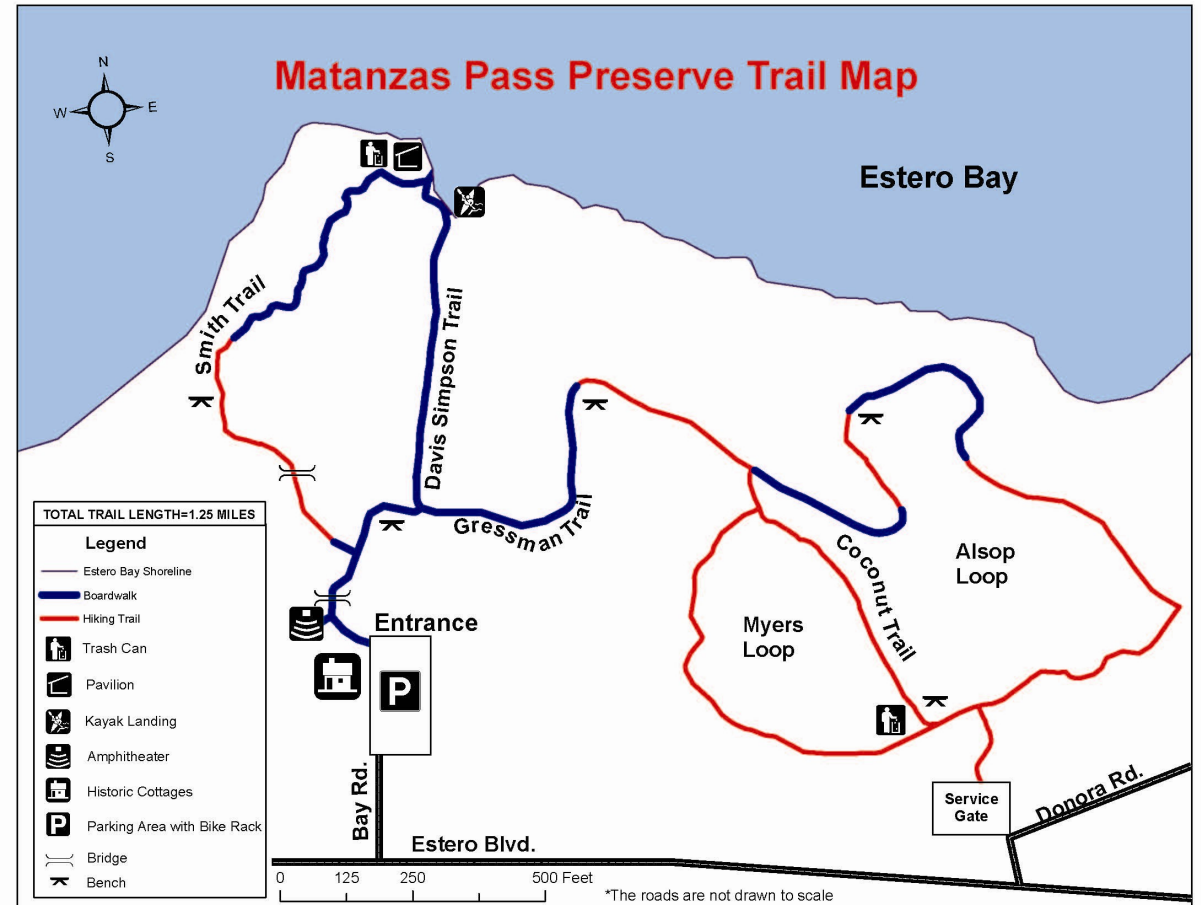 Matanzas Pass Preserve Trail Map
N
W
E
S
Estero Bay
Smith Trail
Davis Simpson Trail
Gressman Trail
Coconut Trail
Alsop
Loop
Myers
Loop
Entrance
P
TOTAL TRAIL LENGTH=1.25 MILES
Legend
Estero Bay Shoreline
Boardwalk
Hiking Trail
Trash Can
Pavilion
Kayak Landing
Amphitheater
Historic Cottages
P
Parking Area with Bike Rack
Bridge
Bench
Bay Rd.
Estero Blvd.
Service
Gate
Donora Rd.
0 125 250 500 Feet
*The roads are not drawn to scale